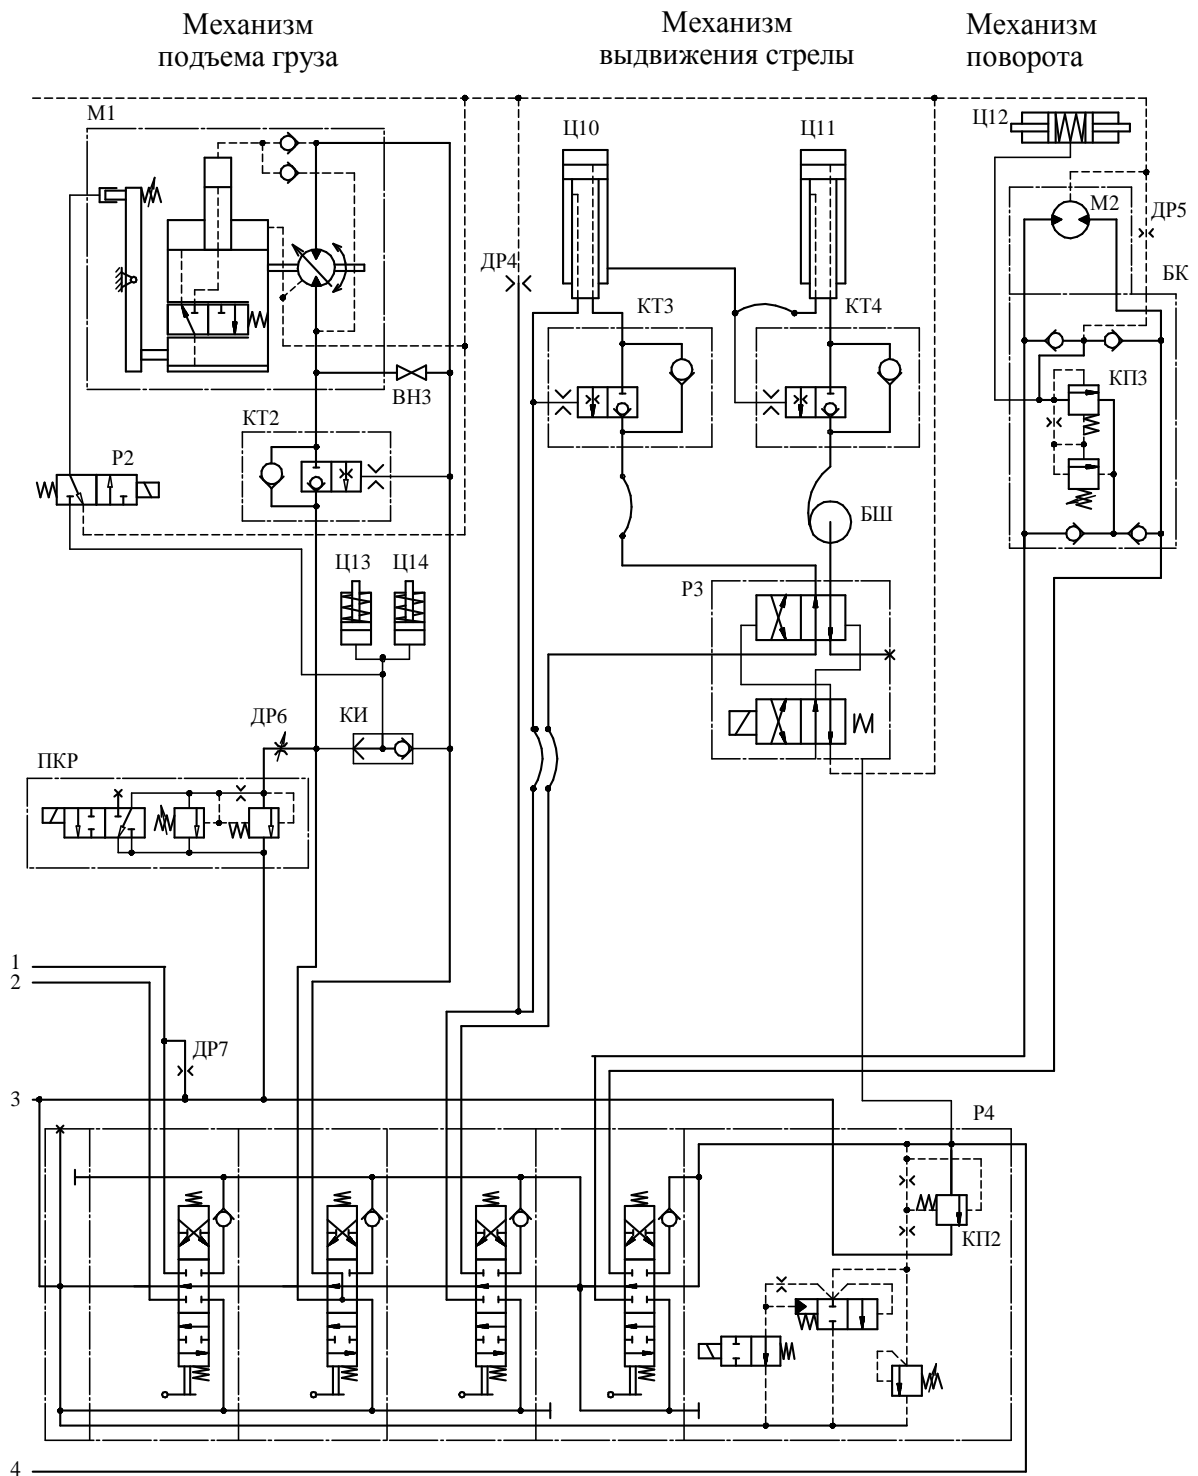 Механизм
подъема груза
Механизм
выдвижения стрелы
Механизм
поворота
М1
Ц10
Ц11
Ц12
М2
ДР5
ДР4
БК
КТ3
КТ4
КП3
ВН3
КТ2
Р2
БШ
Ц13
Ц14
Р3
ДР6
КИ
ПКР
1
2
ДР7
3
Р4
КП2
4